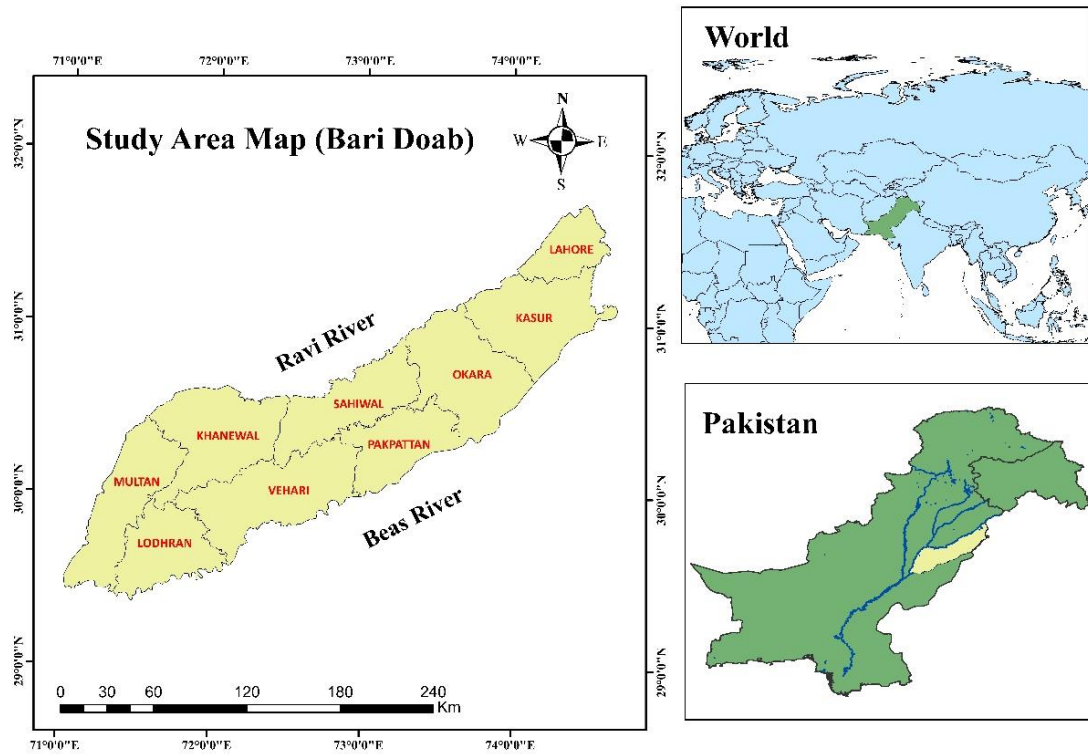 71°0'0"E 72°0'0"E 73°0'0"E 74°0'0"E
Study Area Map (Bari Doab)
N
W E
S
32°0'0"N
31°0'0"N
30°0'0"N
29°0'0"N
LAHORE
KASUR
Ravi River
OKARA
SAHIWAL
KHANEWAL
PAKPATTAN
MULTAN
VEHARI
Beas River
LODHRAN
0 30 60 120 180 240
Km
71°0'0"E 72°0'0"E 73°0'0"E 74°0'0"E
32°0'0"N
31°0'0"N
30°0'0"N
29°0'0"N
World
Pakistan